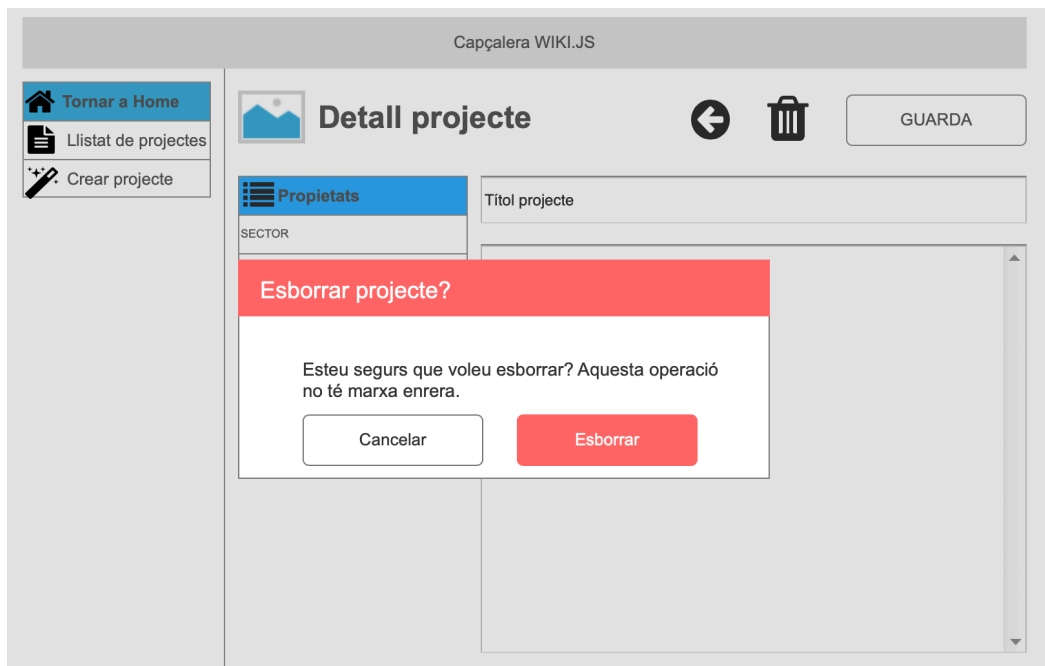 Capçalera WIKI.JS
Tornar a Home
Llistat de projectes
Crear projecte
Detall projecte
GUARDA
Propietats
SECTOR
Títol projecte
Esborrar projecte?
Esteu segurs que voleu esborrar? Aquesta operació
no té marxa enrera.
Cancelar
Esborrar